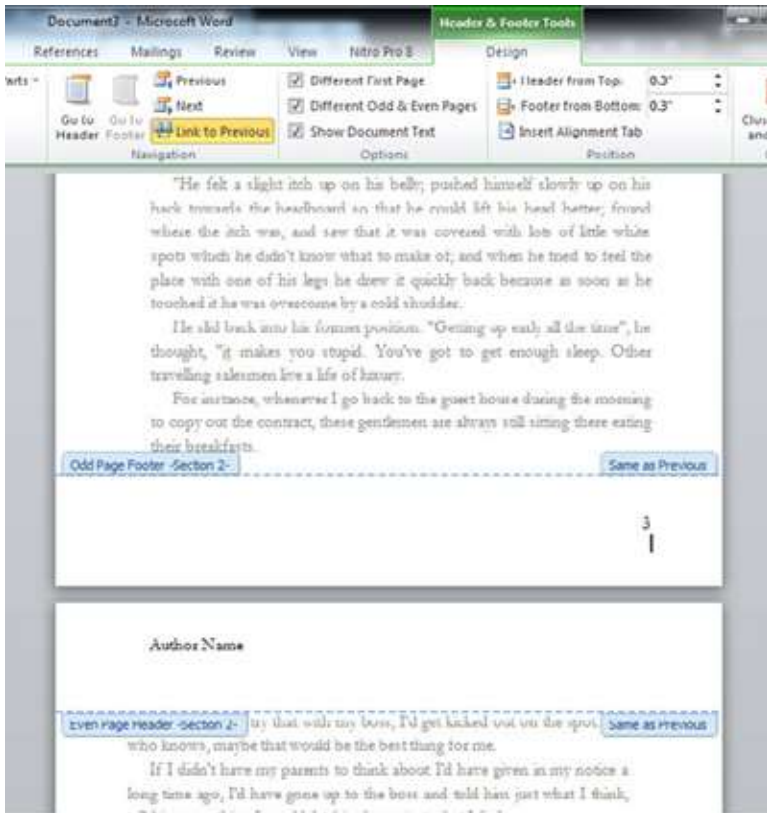 Document3 - Microsoft Word
Header & Footer Tools
References Mailings Review View Nitro Pro 8 Design
arts
Go to Header
Go to Footer
Previous
Next
Link to Previous
Navigation
Different First Page
Different Odd & Even Pages
Show Document Text
Options
Header from Top: 0.3"
Footer from Bottom: 0.3"
Insert Alignment Tab
Position
"He felt a slight itch up on his belly; pushed himself slowly up on his
back towards the headboard so that he could lift his head better; found
where the itch was, and saw that it was covered with lots of little white
spots which he didn't know what to make of; and when he tried to feel the
place with one of his legs he drew it quickly back because as soon as he
touched it he was overcome by a cold shudder.
He slid back into his former position. "Getting up early all the time", he
thought, "it makes you stupid. You've got to get enough sleep. Other
travelling salesmen live a life of luxury.
For instance, whenever I go back to the guest house during the morning
to copy out the contract, these gentlemen are always still sitting there eating
their breakfasts.
Odd Page Footer -Section 2-
Same as Previous
3
Author Name
Even Page Header -Section 2-
Same as Previous
try that with my boss, I'd get kicked out on the spot.
who knows, maybe that would be the best thing for me.
If I didn't have my parents to think about I'd have given in my notice a
long time ago, I'd have gone up to the boss and told him just what I think,